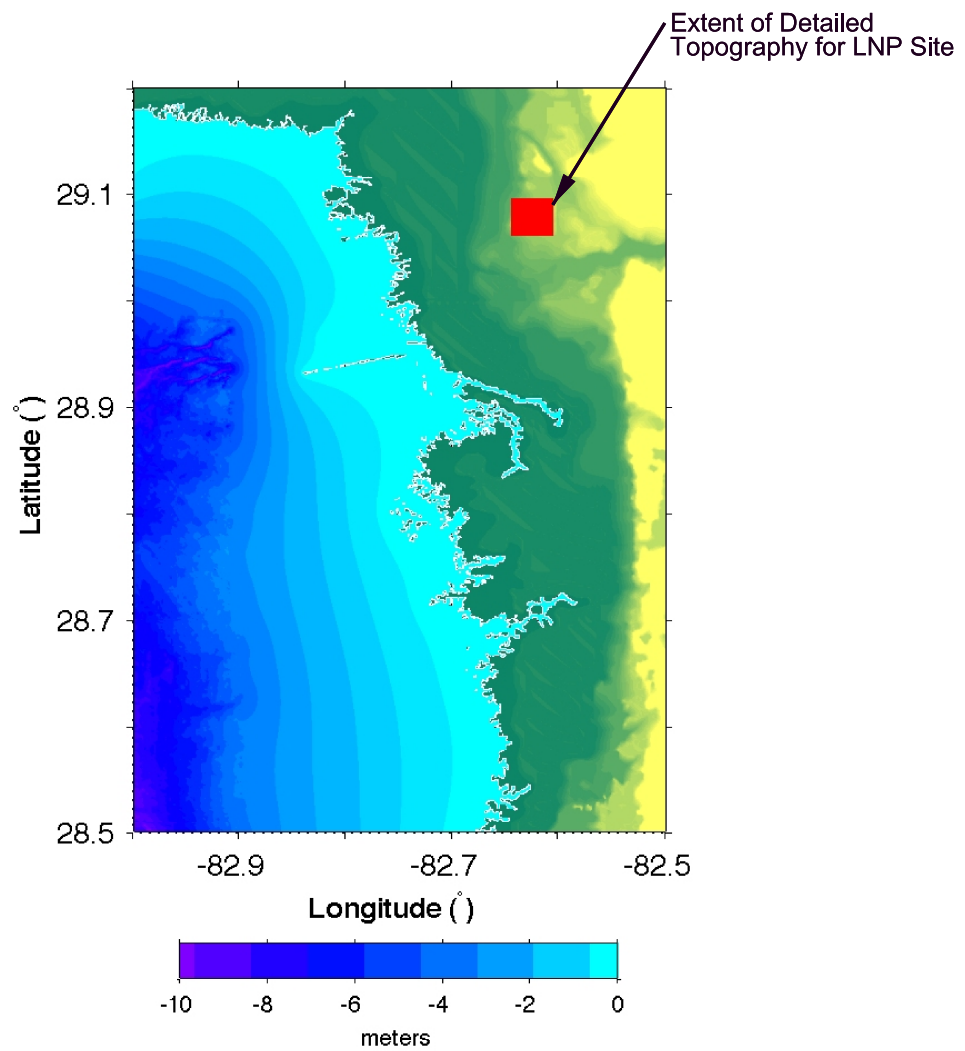 Extent of Detailed
Topography for LNP Site
29.1
28.9
28.7
28.5
Latitude (°)
-82.9 -82.7 -82.5
Longitude (°)
-10 -8 -6 -4 -2 0
meters